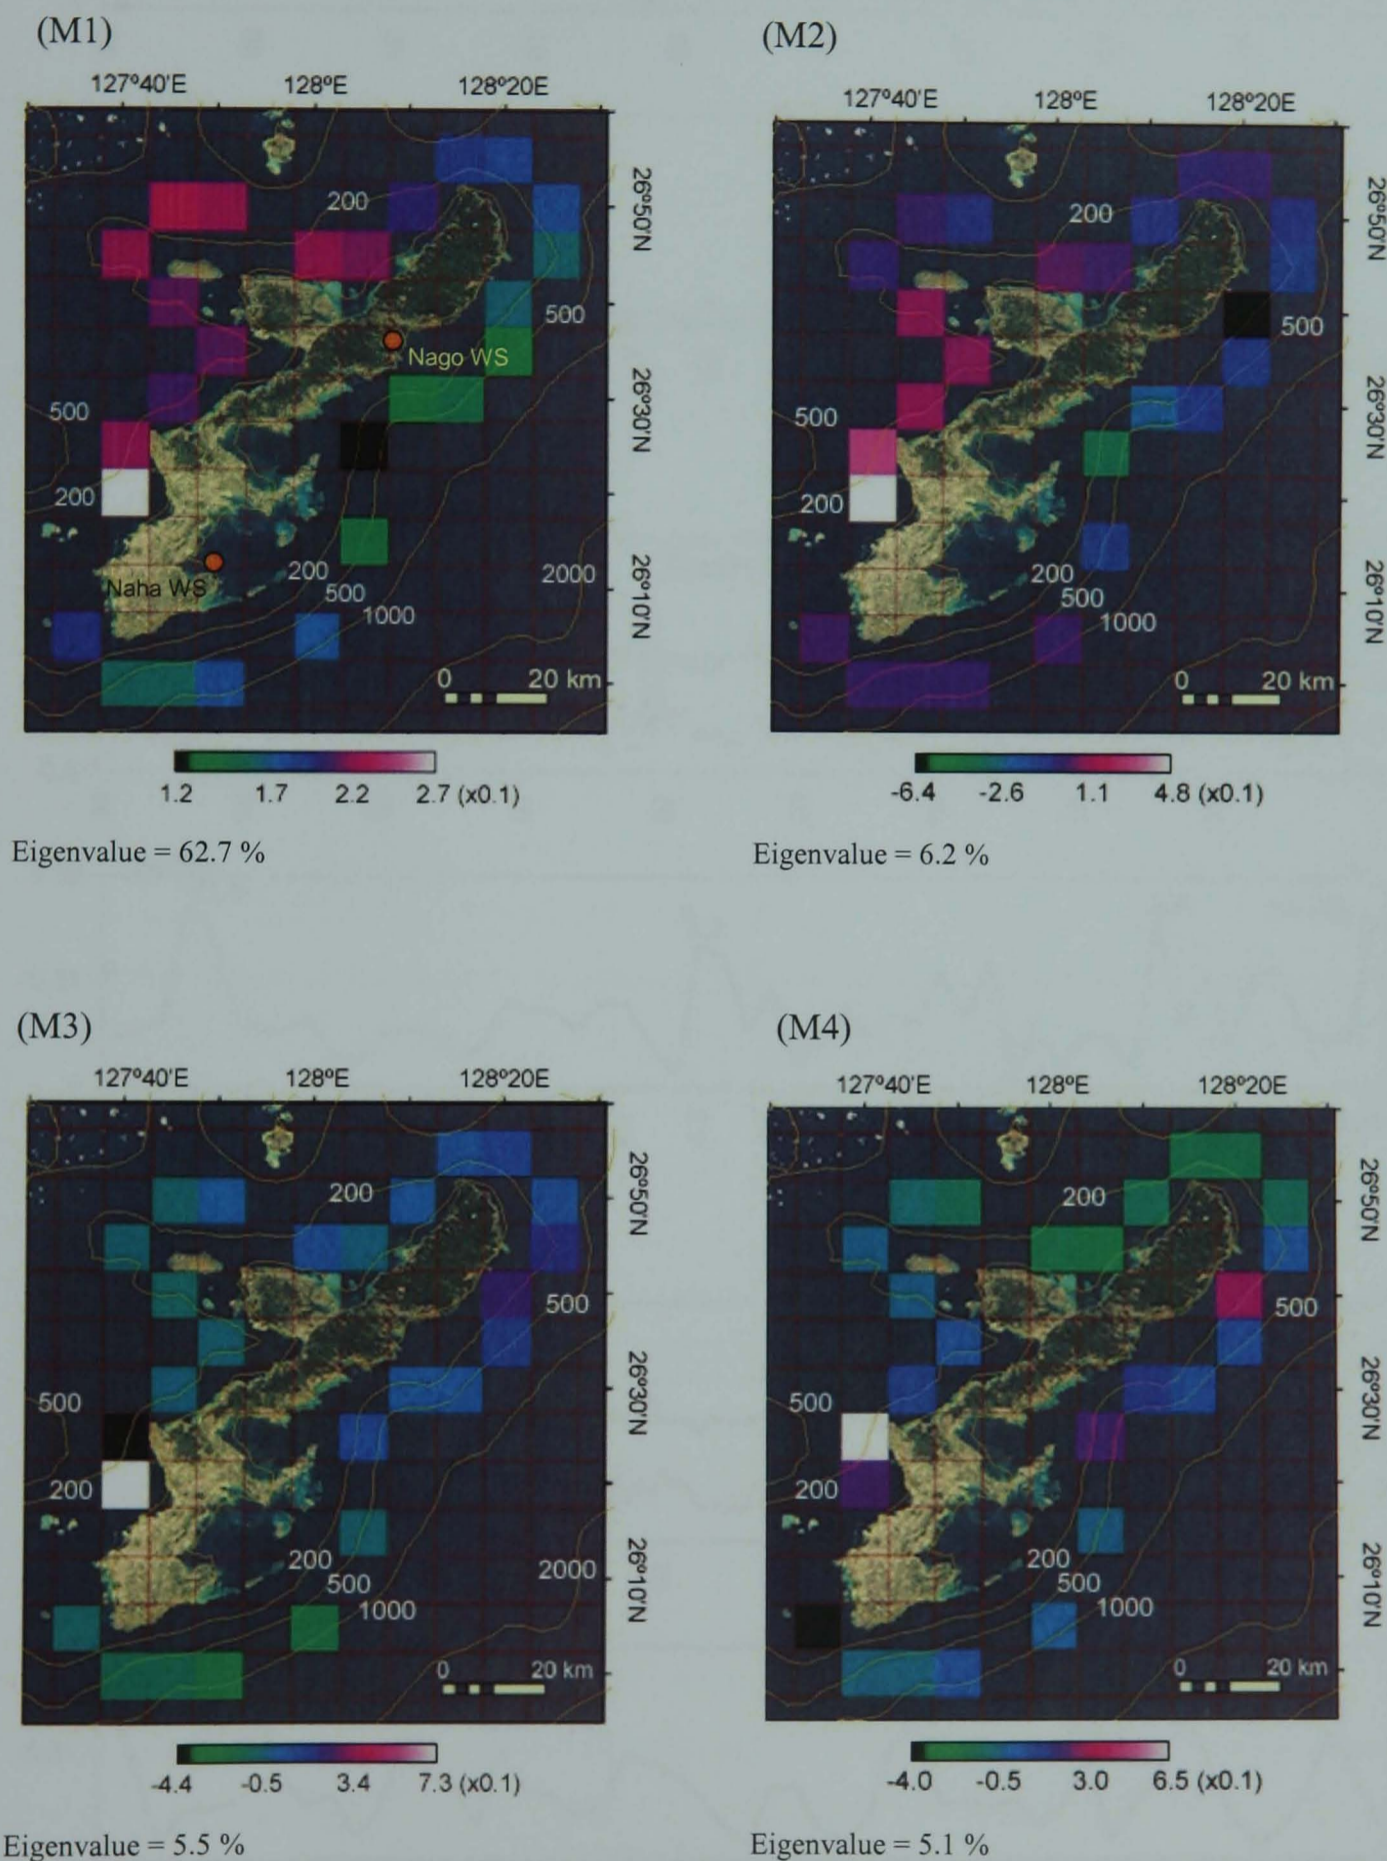 (M1)
127°40'E 128°E 128°20E
200
26°50'N
500
Nago WS
500
26°30'N
200
Naha WS
200
500
1000
2000
26°10'N
0 20 km
1.2 1.7 2.2 2.7 (x0.1)
Eigenvalue = 62.7 %
(M2)
127°40'E 128°E 128°20E
200
26°50'N
500
500
26°30'N
200
200
500
1000
26°10'N
0 20 km
-6.4 -2.6 1.1 4.8 (x0.1)
Eigenvalue = 6.2 %
(M3)
127°40'E 128°E 128°20E
200
26°50'N
500
500
26°30'N
200
200
500
1000
2000
26°10'N
0 20 km
-4.4 -0.5 3.4 7.3 (x0.1)
Eigenvalue = 5.5 %
(M4)
127°40'E 128°E 128°20E
200
26°50'N
500
500
26°30'N
200
200
500
1000
26°10'N
0 20 km
-4.0 -0.5 3.0 6.5 (x0.1)
Eigenvalue = 5.1 %